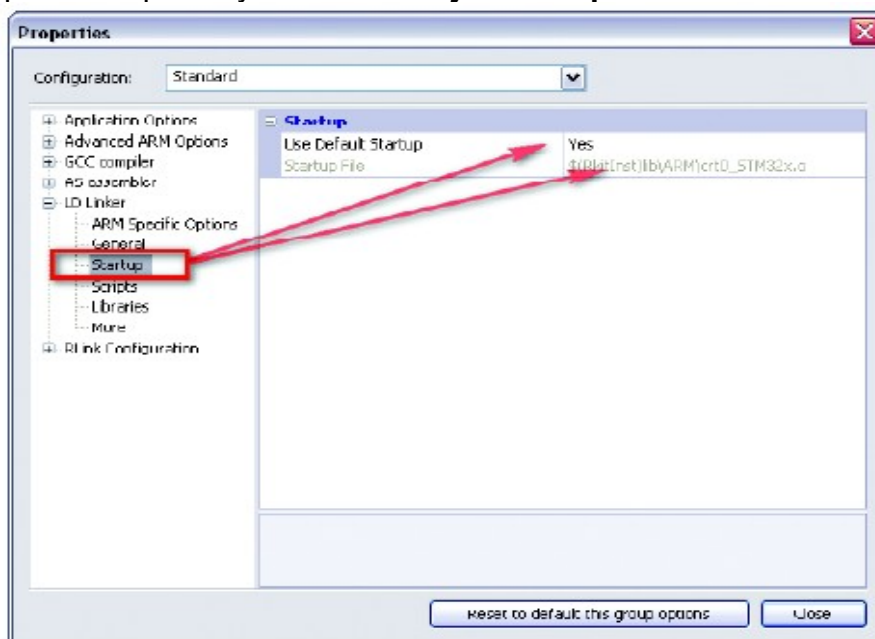 Properties
Configuration: Standard
Application Options
Advanced ARM Options
GCC compiler
AS assembler
LD Linker
ARM Specific Options
General
Startup
Scripts
Libraries
More
RLink Configuration
Startup
Use Default Startup Yes
Startup File $(RkitInst)lib\ARM\crt0_STM32x.o
Reset to default this group options Close